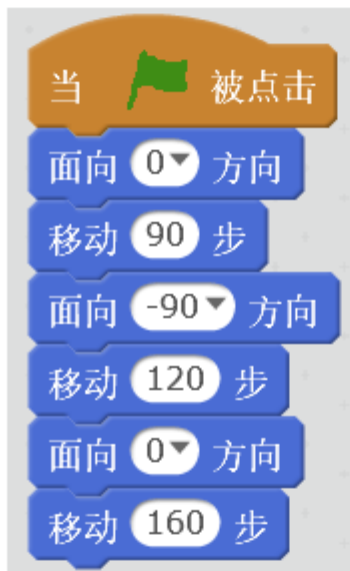 当 被点击
面向 0 方向
移动 90 步
面向 -90 方向
移动 120 步
面向 0 方向
移动 160 步